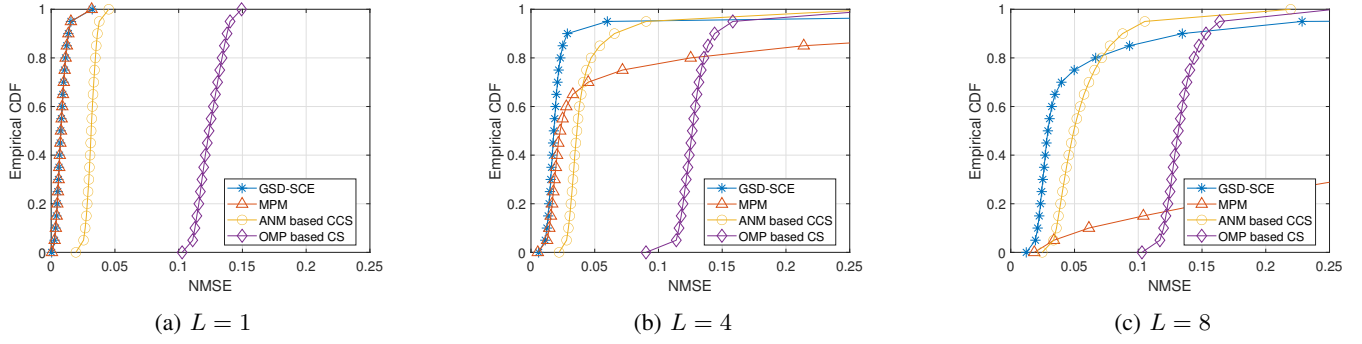 1
0.8
0.6
0.4
0.2
0
0
0.05
0.1
0.15
0.2
0.25
Empirical CDF
NMSE
GSD-SCE
MPM
ANM based CCS
OMP based CS
(a) L = 1
1
0.8
0.6
0.4
0.2
0
0
0.05
0.1
0.15
0.2
0.25
Empirical CDF
NMSE
GSD-SCE
MPM
ANM based CCS
OMP based CS
(b) L = 4
1
0.8
0.6
0.4
0.2
0
0
0.05
0.1
0.15
0.2
0.25
Empirical CDF
NMSE
GSD-SCE
MPM
ANM based CCS
OMP based CS
(c) L = 8